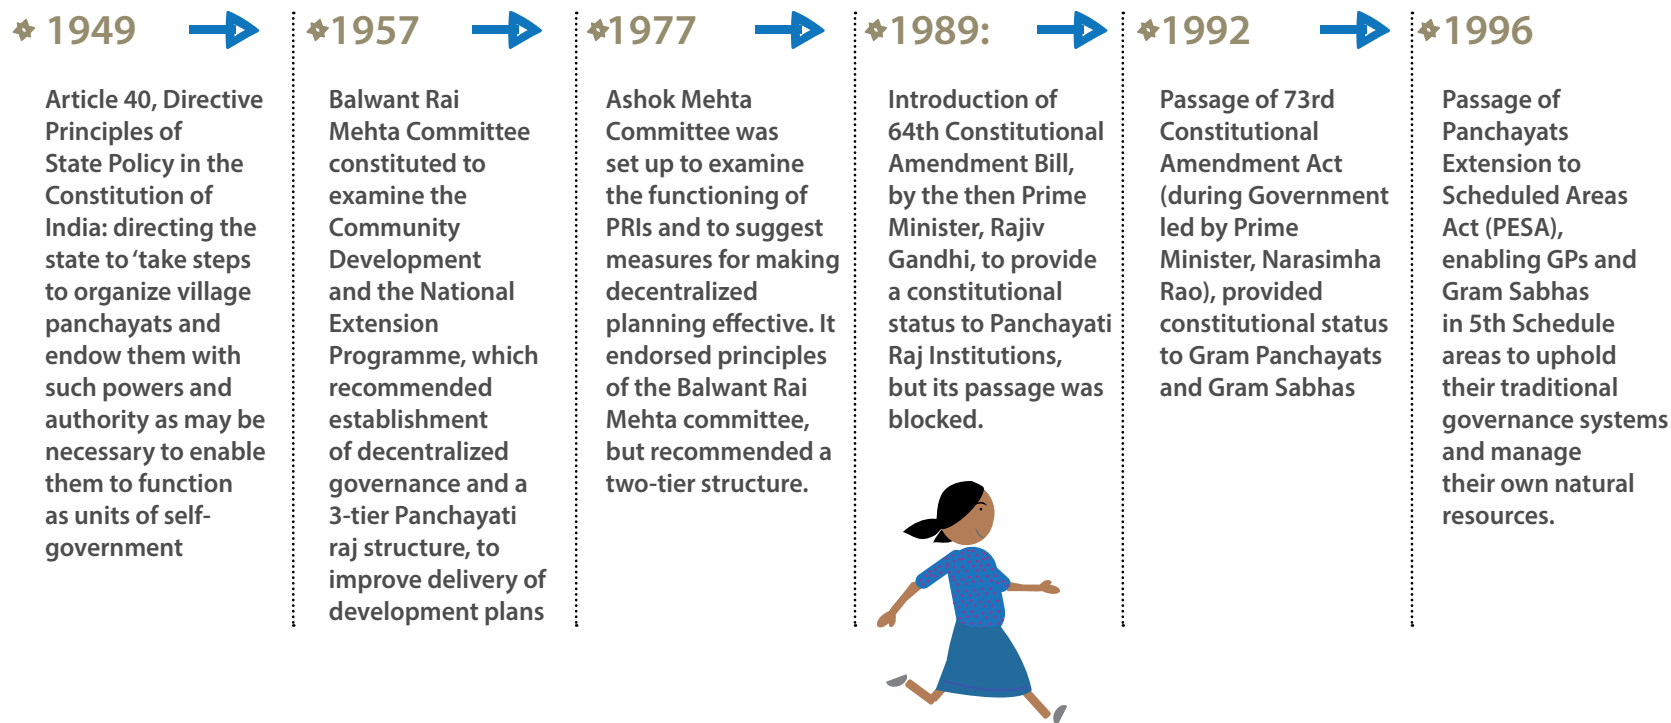 1949
Article 40, Directive
Principles of
State Policy in the
Constitution of
India: directing the
state to ‘take steps
to organize village
panchayats and
endow them with
such powers and
authority as may be
necessary to enable
them to function
as units of self-
government
1957
Balwant Rai
Mehta Committee
constituted to
examine the
Community
Development
and the National
Extension
Programme, which
recommended
establishment
of decentralized
governance and a
3-tier Panchayati
raj structure, to
improve delivery of
development plans
1977
Ashok Mehta
Committee was
set up to examine
the functioning of
PRIs and to suggest
measures for making
decentralized
planning effective. It
endorsed principles
of the Balwant Rai
Mehta committee,
but recommended a
two-tier structure.
1989:
Introduction of
64th Constitutional
Amendment Bill,
by the then Prime
Minister, Rajiv
Gandhi, to provide
a constitutional
status to Panchayati
Raj Institutions,
but its passage was
blocked.
1992
Passage of 73rd
Constitutional
Amendment Act
(during Government
led by Prime
Minister, Narasimha
Rao), provided
constitutional status
to Gram Panchayats
and Gram Sabhas
1996
Passage of
Panchayats
Extension to
Scheduled Areas
Act (PESA),
enabling GPs and
Gram Sabhas
in 5th Schedule
areas to uphold
their traditional
governance systems
and manage
their own natural
resources.